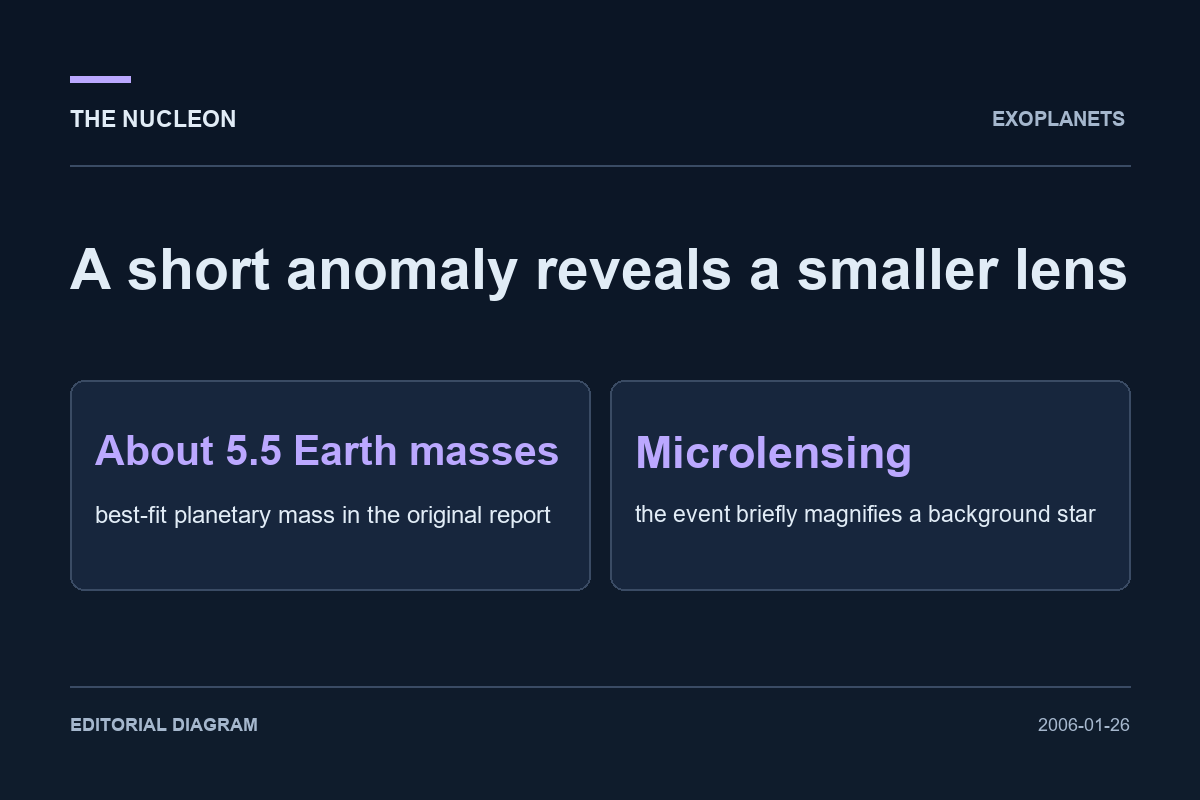 THE NUCLEON
EXOPLANETS
A short anomaly reveals a smaller lens
About 5.5 Earth masses
best-fit planetary mass in the original report
Microlensing
the event briefly magnifies a background star
EDITORIAL DIAGRAM
2006-01-26